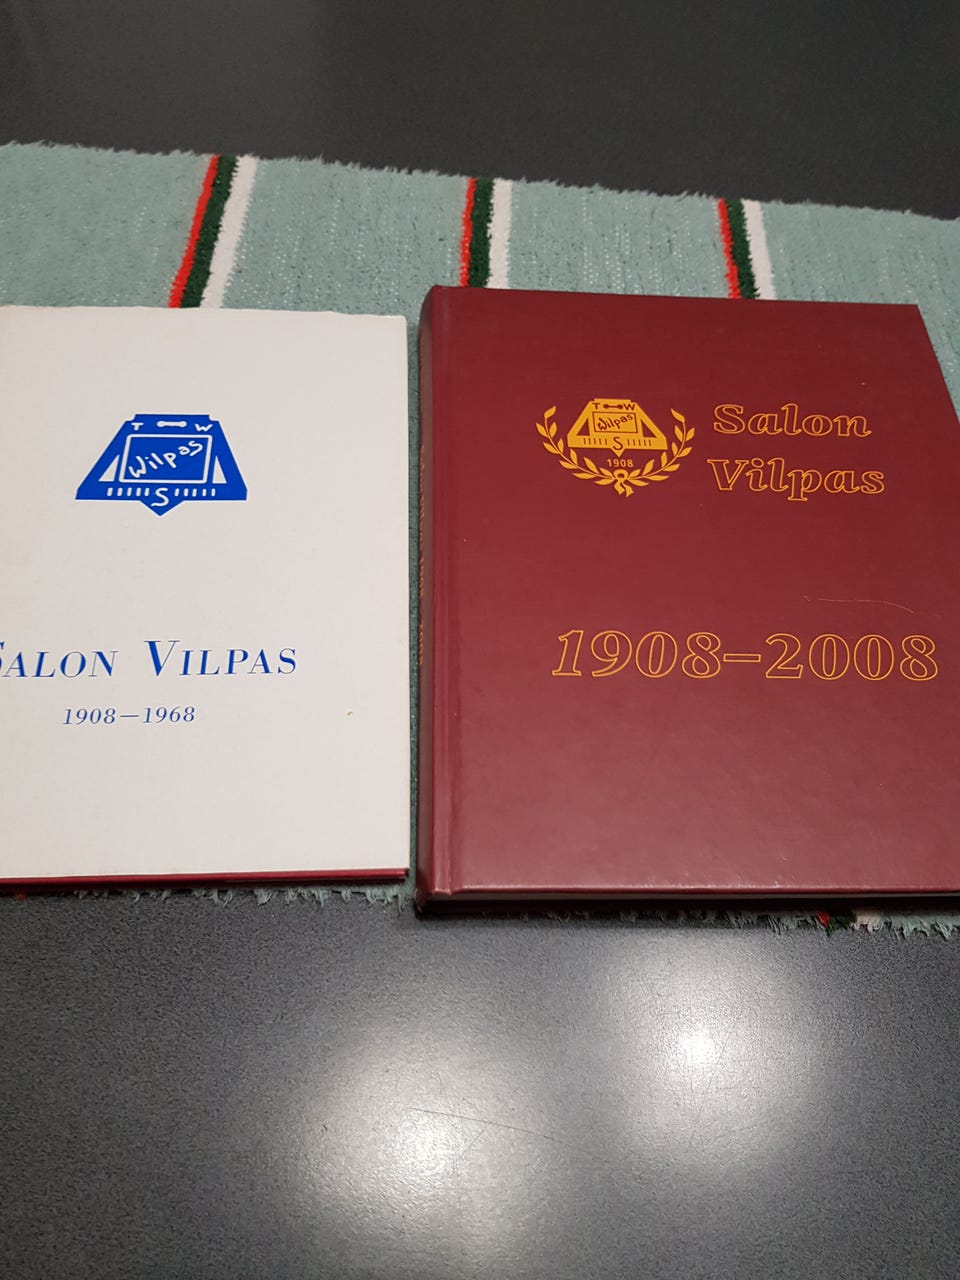 T W
Wilpas
S
SALON VILPAS
1908—1968
T W
Wilpas
S
1908
Salon
Vilpas
1908–2008